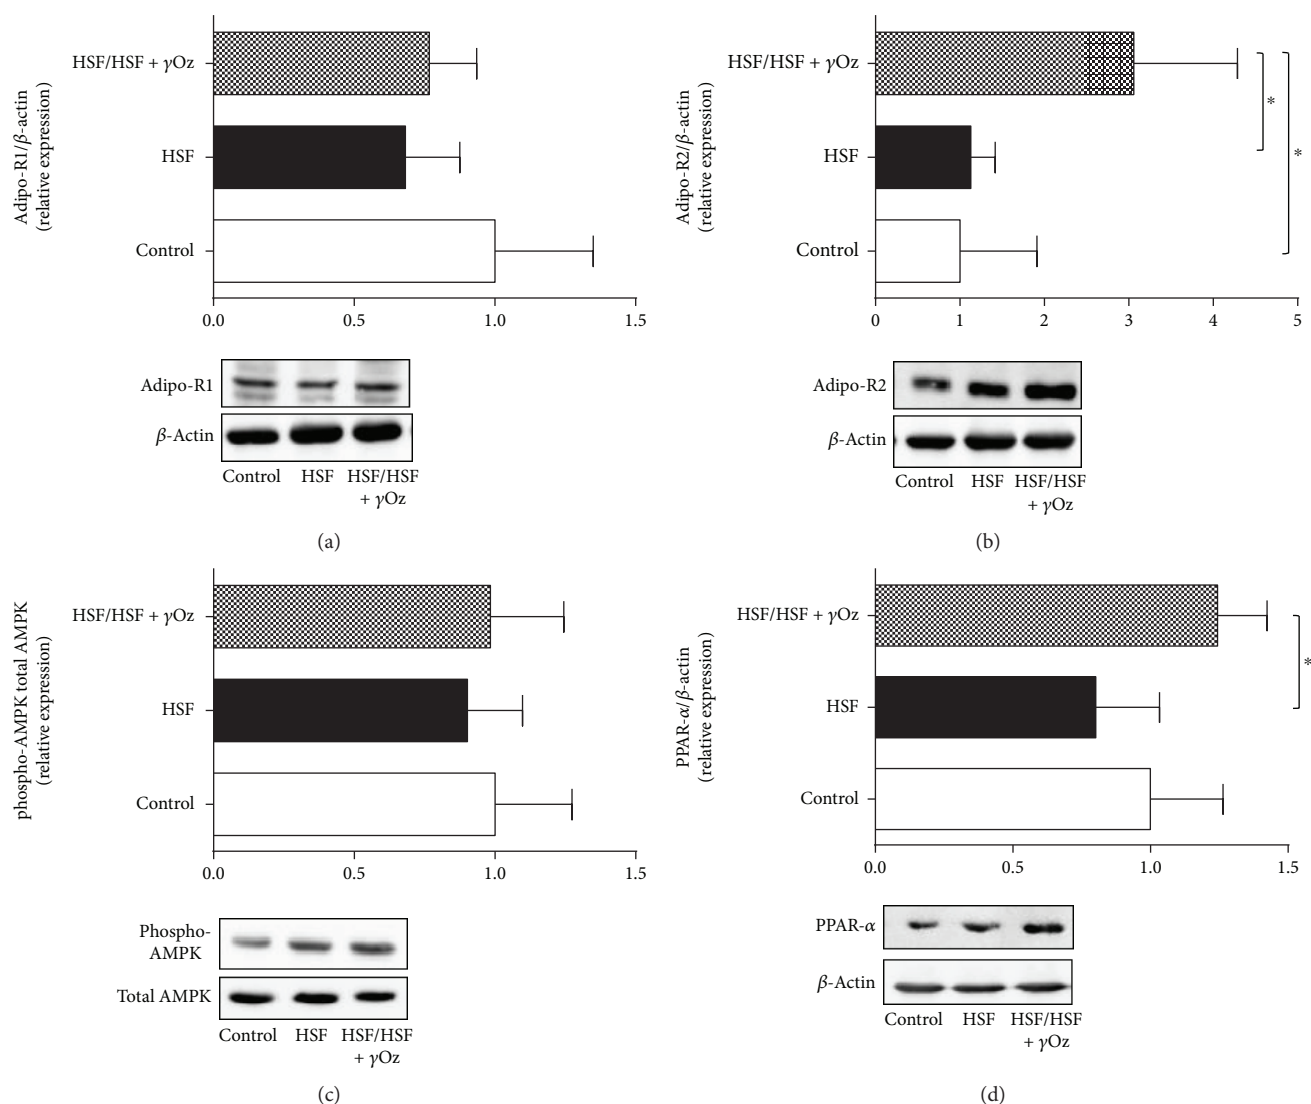 Adipo-R1/β-actin
(relative expression)
HSF/HSF + γOz
HSF
Control
0.0 0.5 1.0 1.5
Adipo-R1
β-Actin
Control HSF HSF/HSF
+ γOz
(a)
Adipo-R2/β-actin
(relative expression)
HSF/HSF + γOz
HSF
Control
*
*
0 1 2 3 4 5
Adipo-R2
β-Actin
Control HSF HSF/HSF
+ γOz
(b)
phospho-AMPK total AMPK
(relative expression)
HSF/HSF + γOz
HSF
Control
0.0 0.5 1.0 1.5
Phospho-
AMPK
Total AMPK
Control HSF HSF/HSF
+ γOz
(c)
PPAR-α/β-actin
(relative expression)
HSF/HSF + γOz
HSF
Control
*
0.0 0.5 1.0 1.5
PPAR-α
β-Actin
Control HSF HSF/HSF
+ γOz
(d)